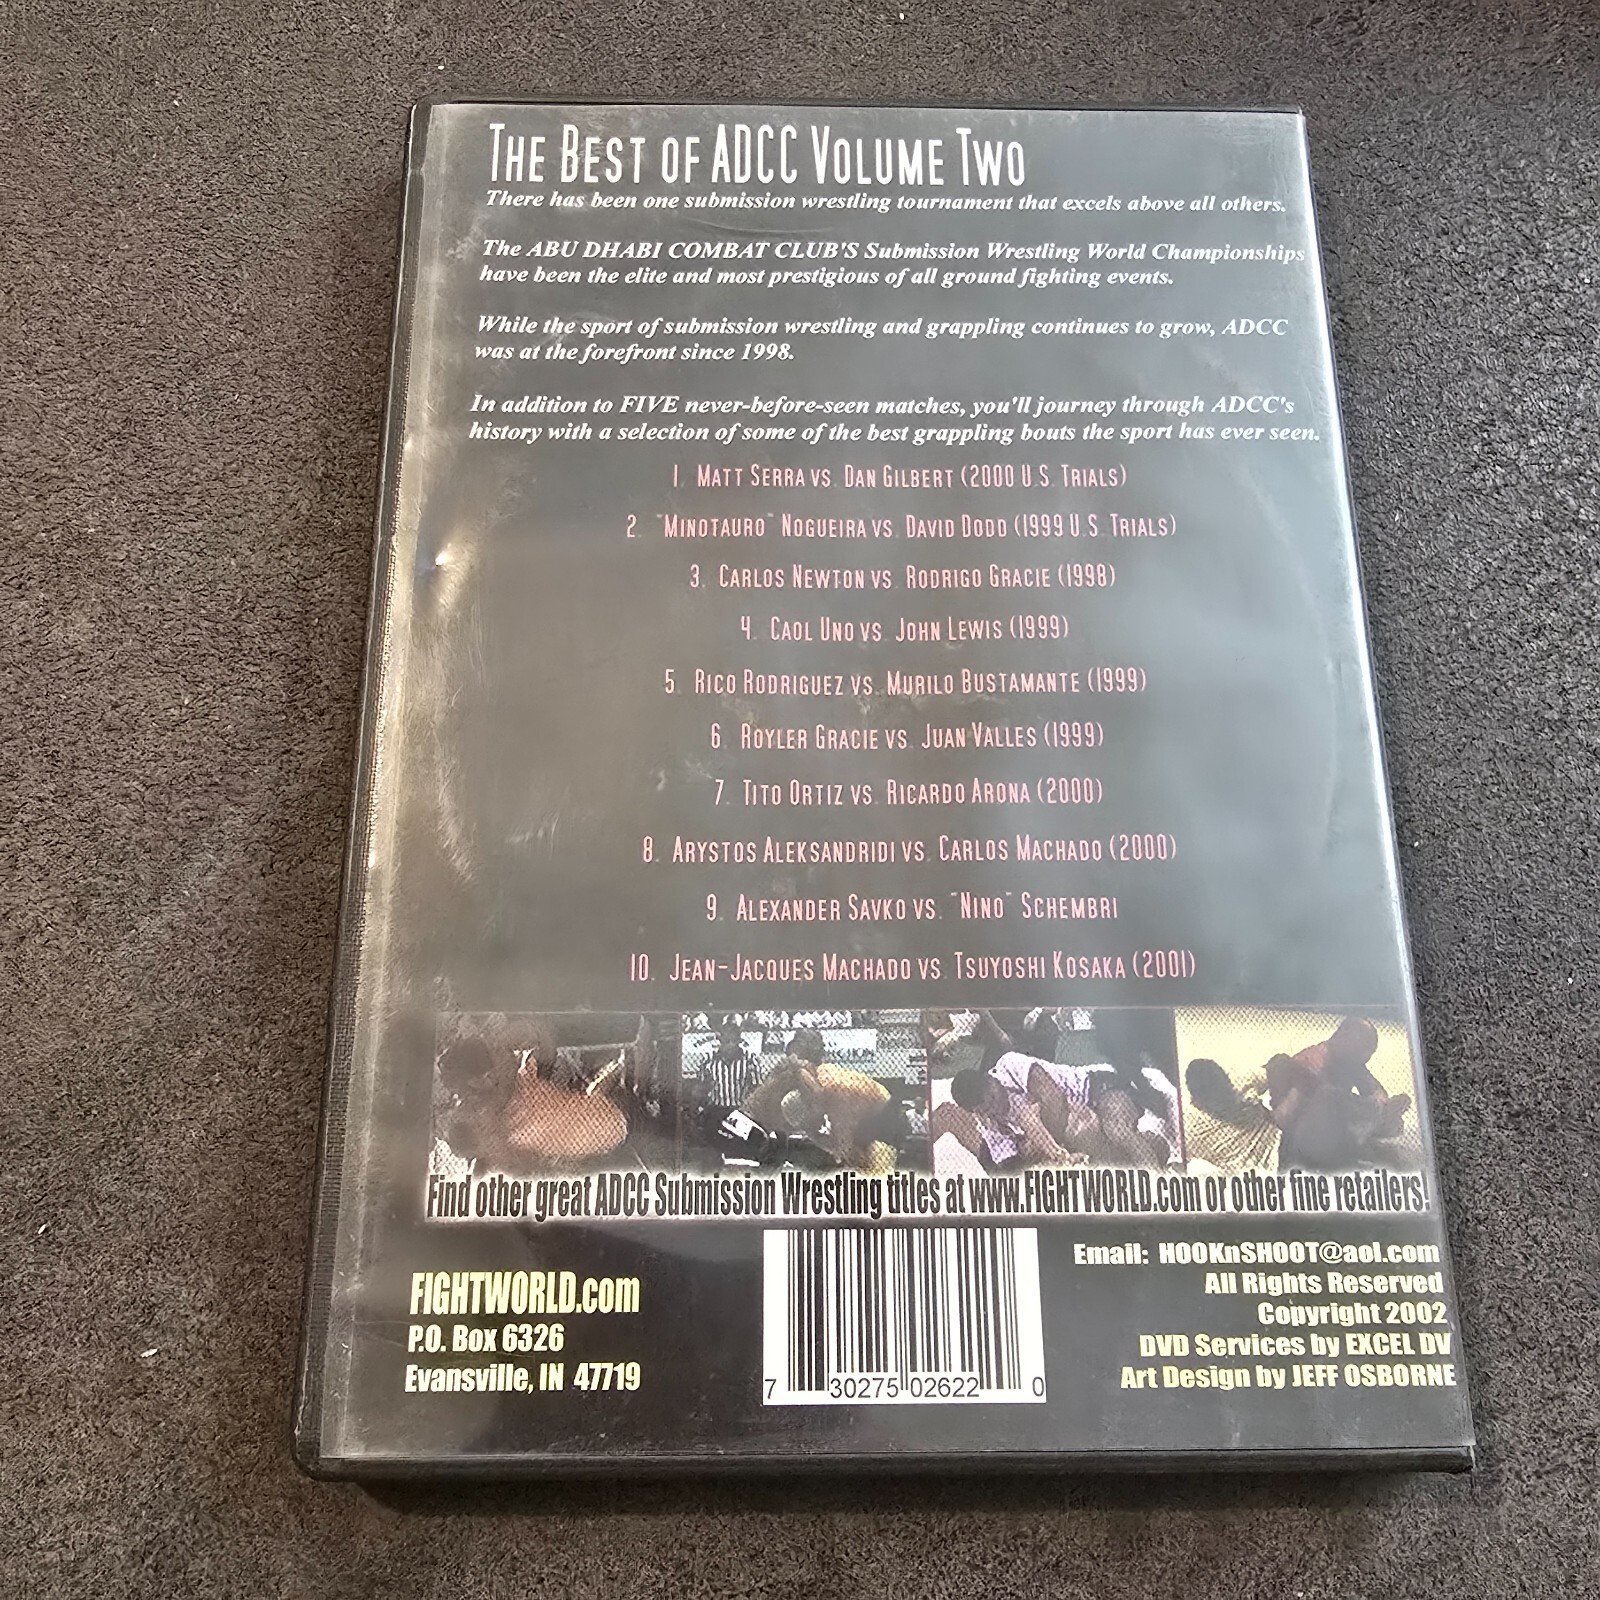 The Best of ADCC Volume Two
There has been one submission wrestling tournament that excels above all others.
The ABU DHABI COMBAT CLUB'S Submission Wrestling World Championships
have been the elite and most prestigious of all ground fighting events.
While the sport of submission wrestling and grappling continues to grow, ADCC
was at the forefront since 1998.
In addition to FIVE never-before-seen matches, you'll journey through ADCC's
history with a selection of some of the best grappling bouts the sport has ever seen.
1. Matt Serra vs. Dan Gilbert (2000 U.S. Trials)
2. "Minotauro" Nogueira vs. David Dodd (1999 U.S. Trials)
3. Carlos Newton vs. Rodrigo Gracie (1998)
4. Caol Uno vs. John Lewis (1999)
5. Rico Rodriguez vs. Murilo Bustamante (1999)
6. Royler Gracie vs. Juan Valles (1999)
7. Tito Ortiz vs. Ricardo Arona (2000)
8. Arystos Aleksandridi vs. Carlos Machado (2000)
9. Alexander Savko vs. "Nino" Schembri
10. Jean-Jacques Machado vs. Tsuyoshi Kosaka (2001)
Find other great ADCC Submission Wrestling titles at www.FIGHTWORLD.com or other fine retailers!
FIGHTWORLD.com
P.O. Box 6326
Evansville, IN 47719
7 30275 02622 0
Email: HOOKnSHOOT@aol.com
All Rights Reserved
Copyright 2002
DVD Services by EXCEL DV
Art Design by JEFF OSBORNE